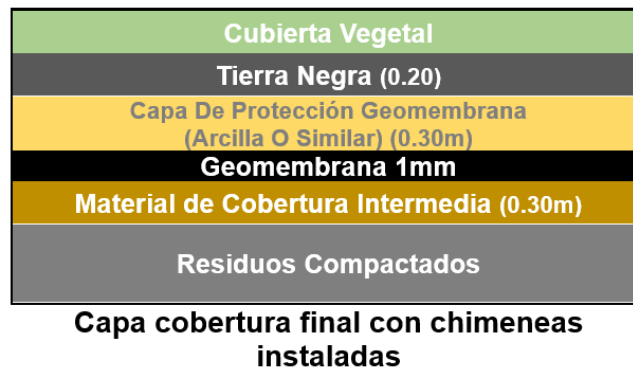 Cubierta Vegetal
Tierra Negra (0.20)
Capa De Protección Geomembrana
(Arcilla O Similar) (0.30m)
Geomembrana 1mm
Material de Cobertura Intermedia (0.30m)
Residuos Compactados
Capa cobertura final con chimeneas
instaladas